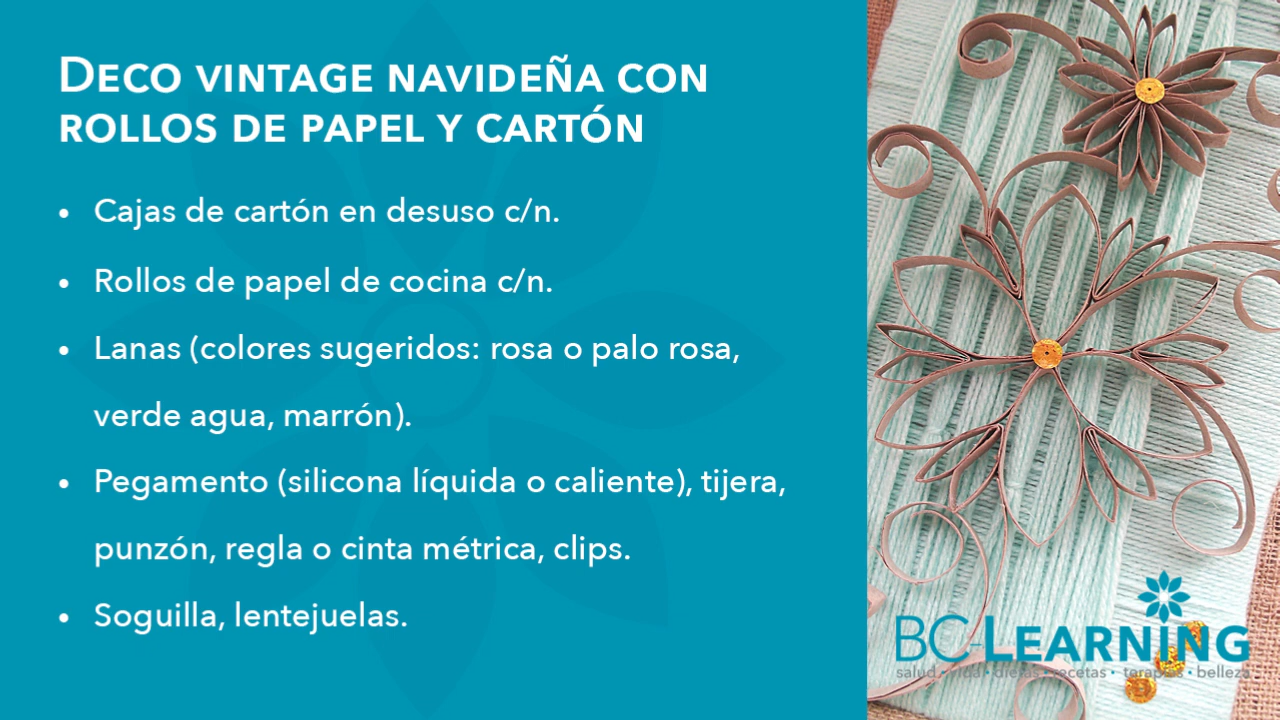 DECO VINTAGE NAVIDEÑA CON
ROLLOS DE PAPEL Y CARTÓN
• Cajas de cartón en desuso c/n.
• Rollos de papel de cocina c/n.
• Lanas (colores sugeridos: rosa o palo rosa,
verde agua, marrón).
• Pegamento (silicona líquida o caliente), tijera,
punzón, regla o cinta métrica, clips.
• Soguilla, lentejuelas.
BC-LEARNING
salud • vida • dietas • recetas • terapias • belleza